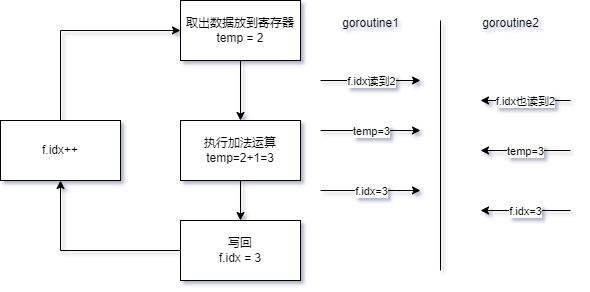 取出数据放到寄存器
temp = 2
f.idx++
执行加法运算
temp=2+1=3
写回
f.idx = 3
goroutine1
f.idx读到2
temp=3
f.idx=3
goroutine2
f.idx也读到2
temp=3
f.idx=3